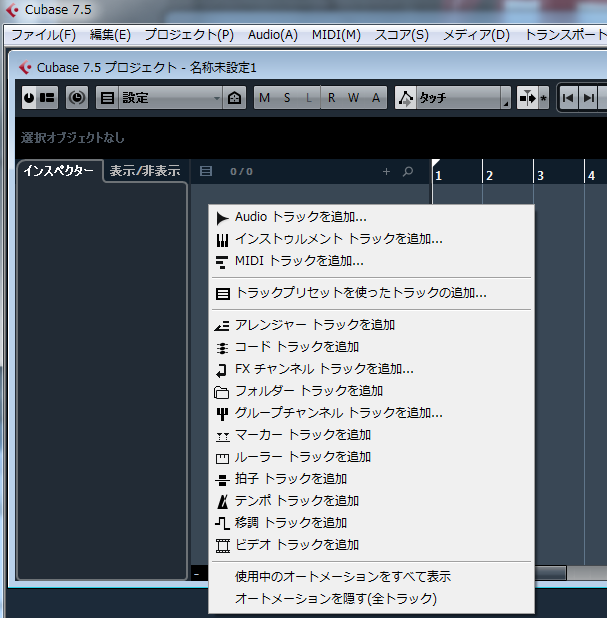 Cubase 7.5
ファイル(F) 編集(E) プロジェクト(P) Audio(A) MIDI(M) スコア(S) メディア(D) トランスポート
Cubase 7.5 プロジェクト - 名称未設定1
設定 M S L R W A タッチ
選択オブジェクトなし
インスペクター 表示/非表示 0 / 0 + 1 2 3 4
Audio トラックを追加...
インストゥルメント トラックを追加...
MIDI トラックを追加...
トラックプリセットを使ったトラックの追加...
アレンジャー トラックを追加
コード トラックを追加
FX チャンネル トラックを追加...
フォルダー トラックを追加
グループチャンネル トラックを追加...
マーカー トラックを追加
ルーラー トラックを追加
拍子 トラックを追加
テンポ トラックを追加
移調 トラックを追加
ビデオ トラックを追加
使用中のオートメーションをすべて表示
オートメーションを隠す(全トラック)